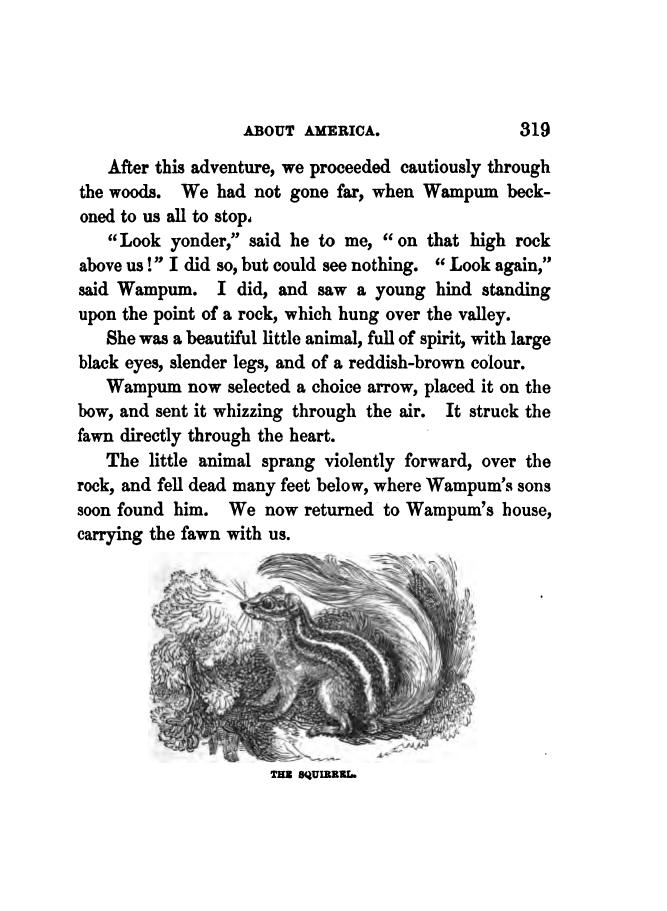 ABOUT AMERICA. 319
After this adventure, we proceeded cautiously through
the woods. We had not gone far, when Wampum beck-
oned to us all to stop.
“Look yonder,” said he to me, “on that high rock
above us!” I did so, but could see nothing. “Look again,”
said Wampum. I did, and saw a young hind standing
upon the point of a rock, which hung over the valley.
She was a beautiful little animal, full of spirit, with large
black eyes, slender legs, and of a reddish-brown colour.
Wampum now selected a choice arrow, placed it on the
bow, and sent it whizzing through the air. It struck the
fawn directly through the heart.
The little animal sprang violently forward, over the
rock, and fell dead many feet below, where Wampum's sons
soon found him. We now returned to Wampum's house,
carrying the fawn with us.
THE SQUIRREL.